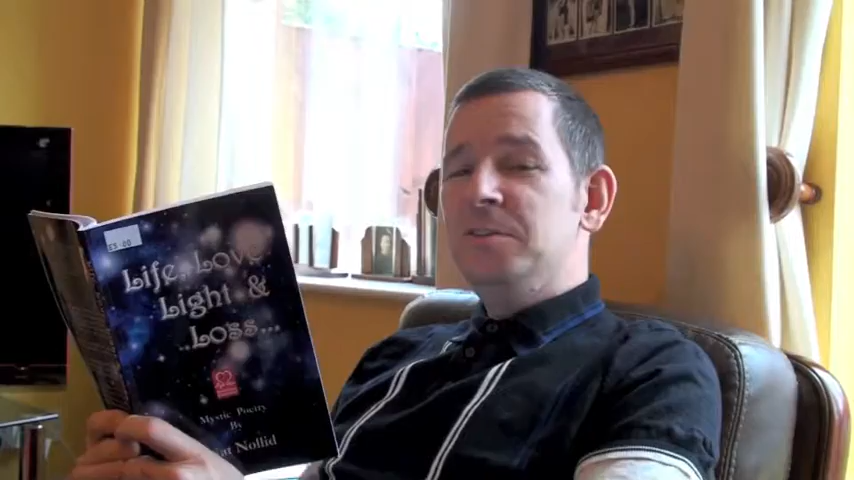 £5.00
Life, Love
Light &
..Loss...
Mystic Poetry
By
Nollid